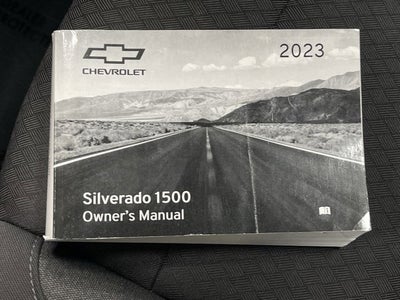 2023
CHEVROLET
Silverado 1500
Owner's Manual